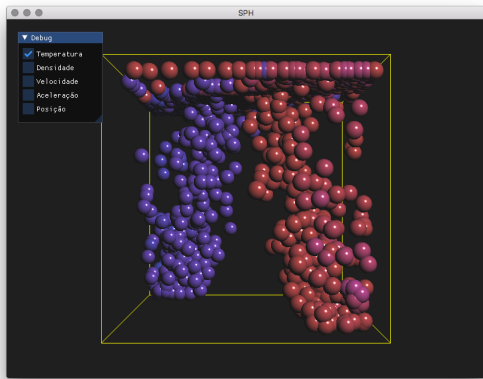 SPH
▼ Debug
Temperatura
Densidade
Velocidade
Aceleração
Posição